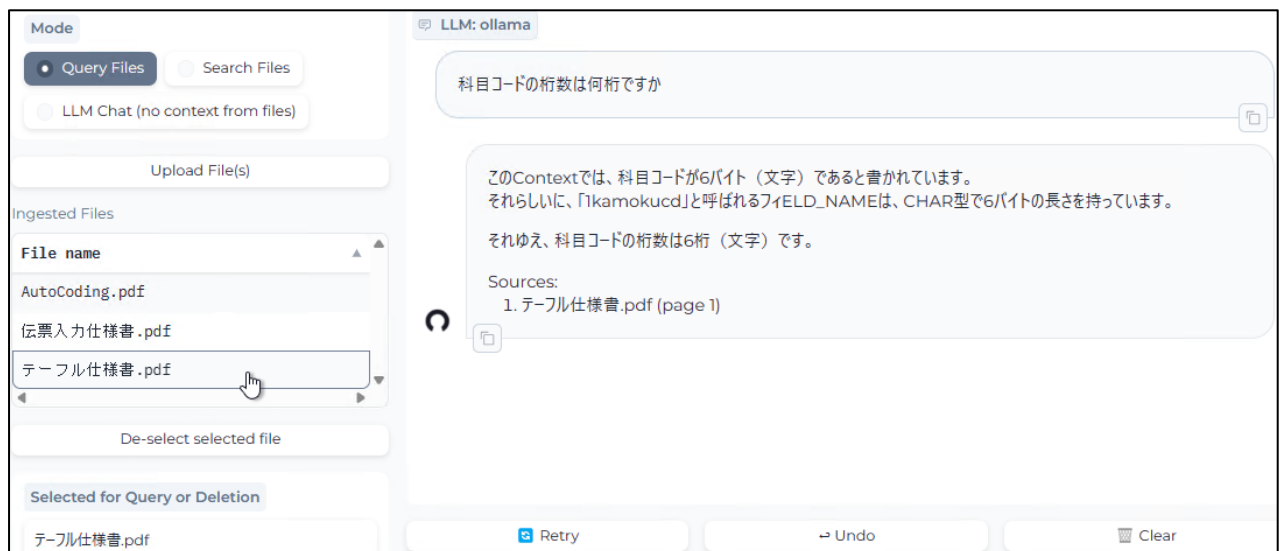 Mode
Query Files
Search Files
LLM Chat (no context from files)
Upload File(s)
Ingested Files
File name
AutoCoding.pdf
伝票入力仕様書.pdf
テーフル仕様書.pdf
De-select selected file
Selected for Query or Deletion
テーフル仕様書.pdf
LLM: ollama
科目コードの桁数は何桁ですか
このContextでは、科目コードが6バイト（文字）であると書かれています。
それらしいに、「1kamokucd」と呼ばれるフィELD_NAMEは、CHAR型で6バイトの長さを持っています。
それゆえ、科目コードの桁数は6桁（文字）です。
Sources:
1. テーフル仕様書.pdf (page 1)
Retry
Undo
Clear